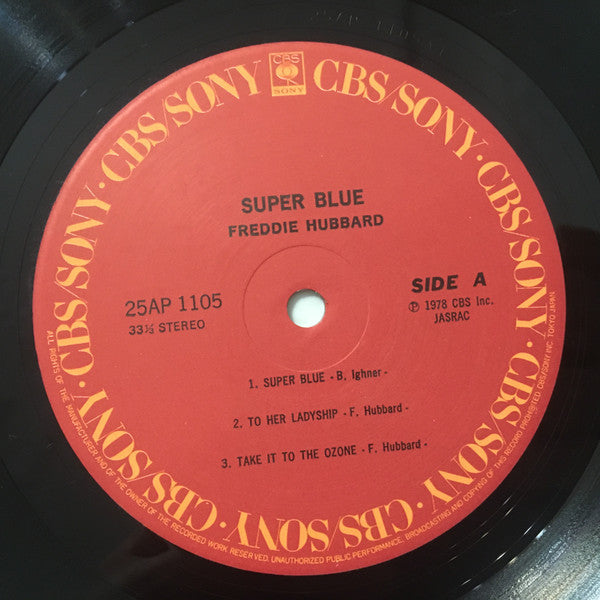 CBS/SONY · CBS/SONY · CBS/SONY · CBS/SONY · CBS/SONY · CBS/SONY · CBS/SONY · CBS/SONY
CBS
SONY
SUPER BLUE
FREDDIE HUBBARD
25AP 1105
33⅓ STEREO
SIDE A
℗ 1978 CBS Inc.
JASRAC
1. SUPER BLUE - B. Ighner -
2. TO HER LADYSHIP - F. Hubbard -
3. TAKE IT TO THE OZONE - F. Hubbard -
ALL RIGHTS OF THE MANUFACTURER AND OF THE OWNER OF THE RECORDED WORK RESERVED. UNAUTHORIZED PUBLIC PERFORMANCE, BROADCASTING AND COPYING OF THIS RECORD PROHIBITED CBS/SONY INC. TOKYO JAPAN.